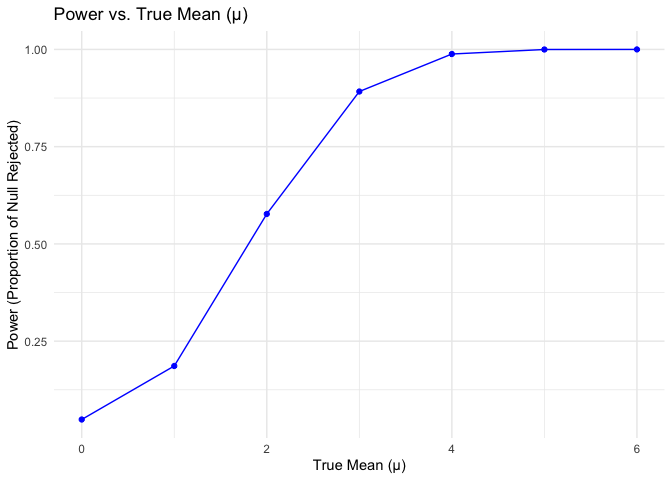 Power vs. True Mean (μ)
Power (Proportion of Null Rejected)
1.00
0.75
0.50
0.25
0 2 4 6
True Mean (μ)